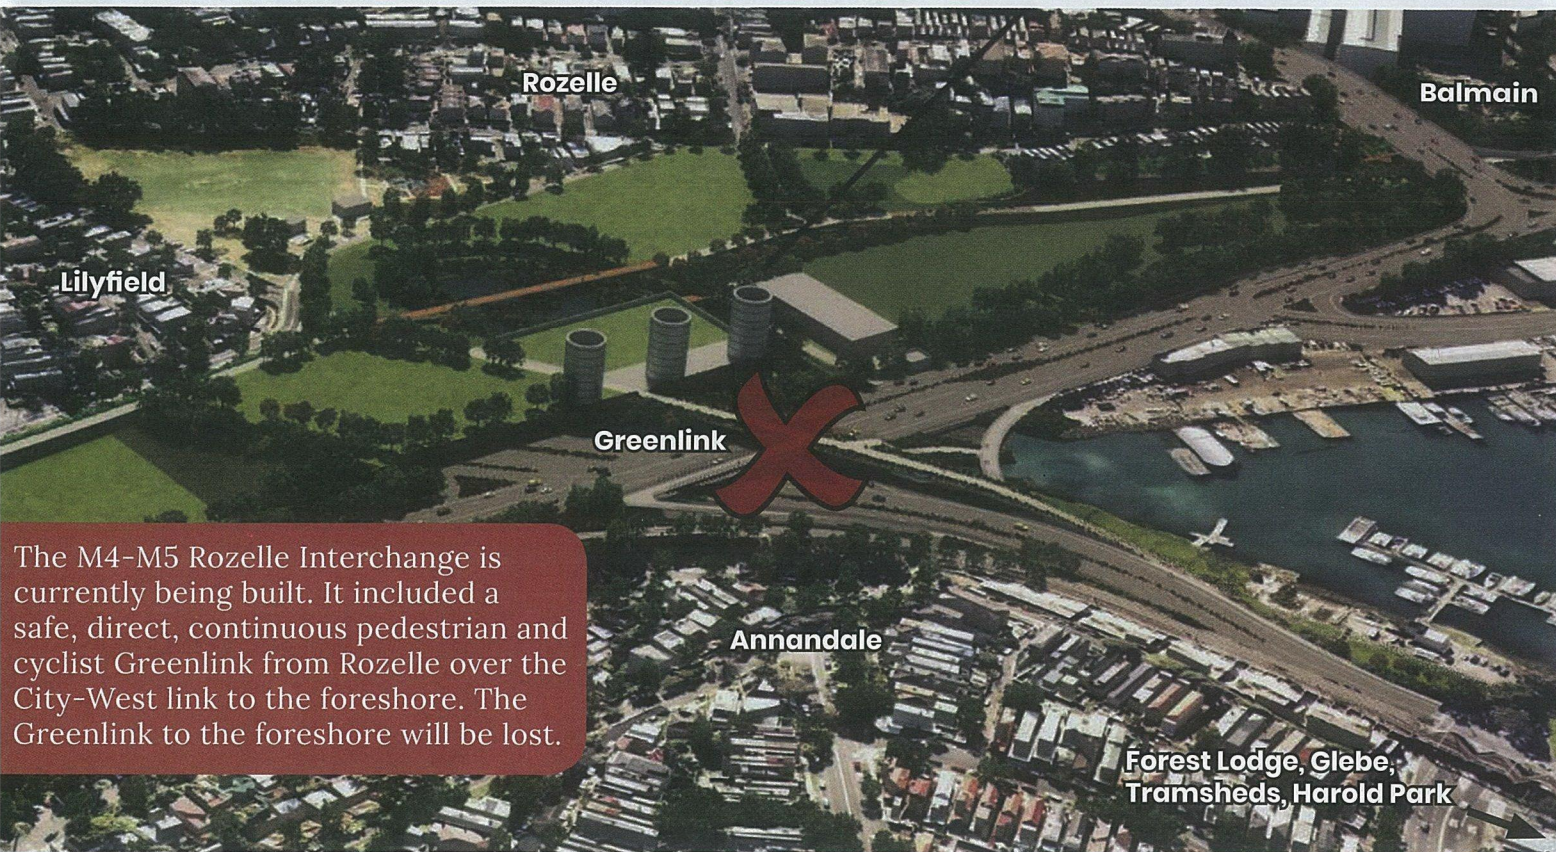 Rozelle
Balmain
Lilyfield
Greenlink
The M4-M5 Rozelle Interchange is
currently being built. It included a
safe, direct, continuous pedestrian and
cyclist Greenlink from Rozelle over the
City-West link to the foreshore. The
Greenlink to the foreshore will be lost.
Annandale
Forest Lodge, Glebe,
Tramsheds, Harold Park